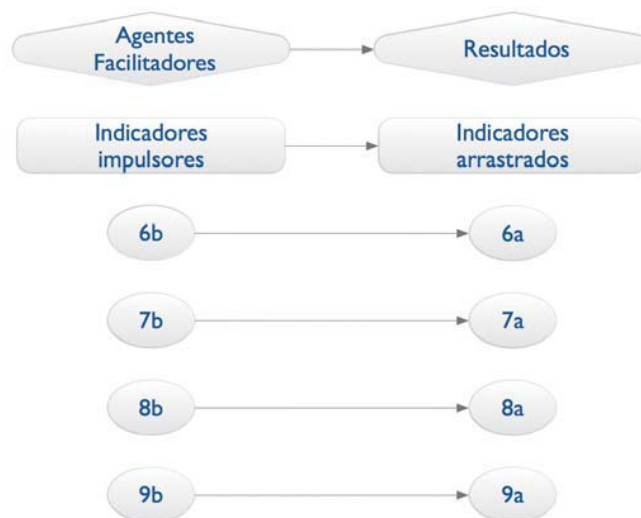 Agentes
Facilitadores
Resultados
Indicadores
impulsores
Indicadores
arrastrados
6b
6a
7b
7a
8b
8a
9b
9a